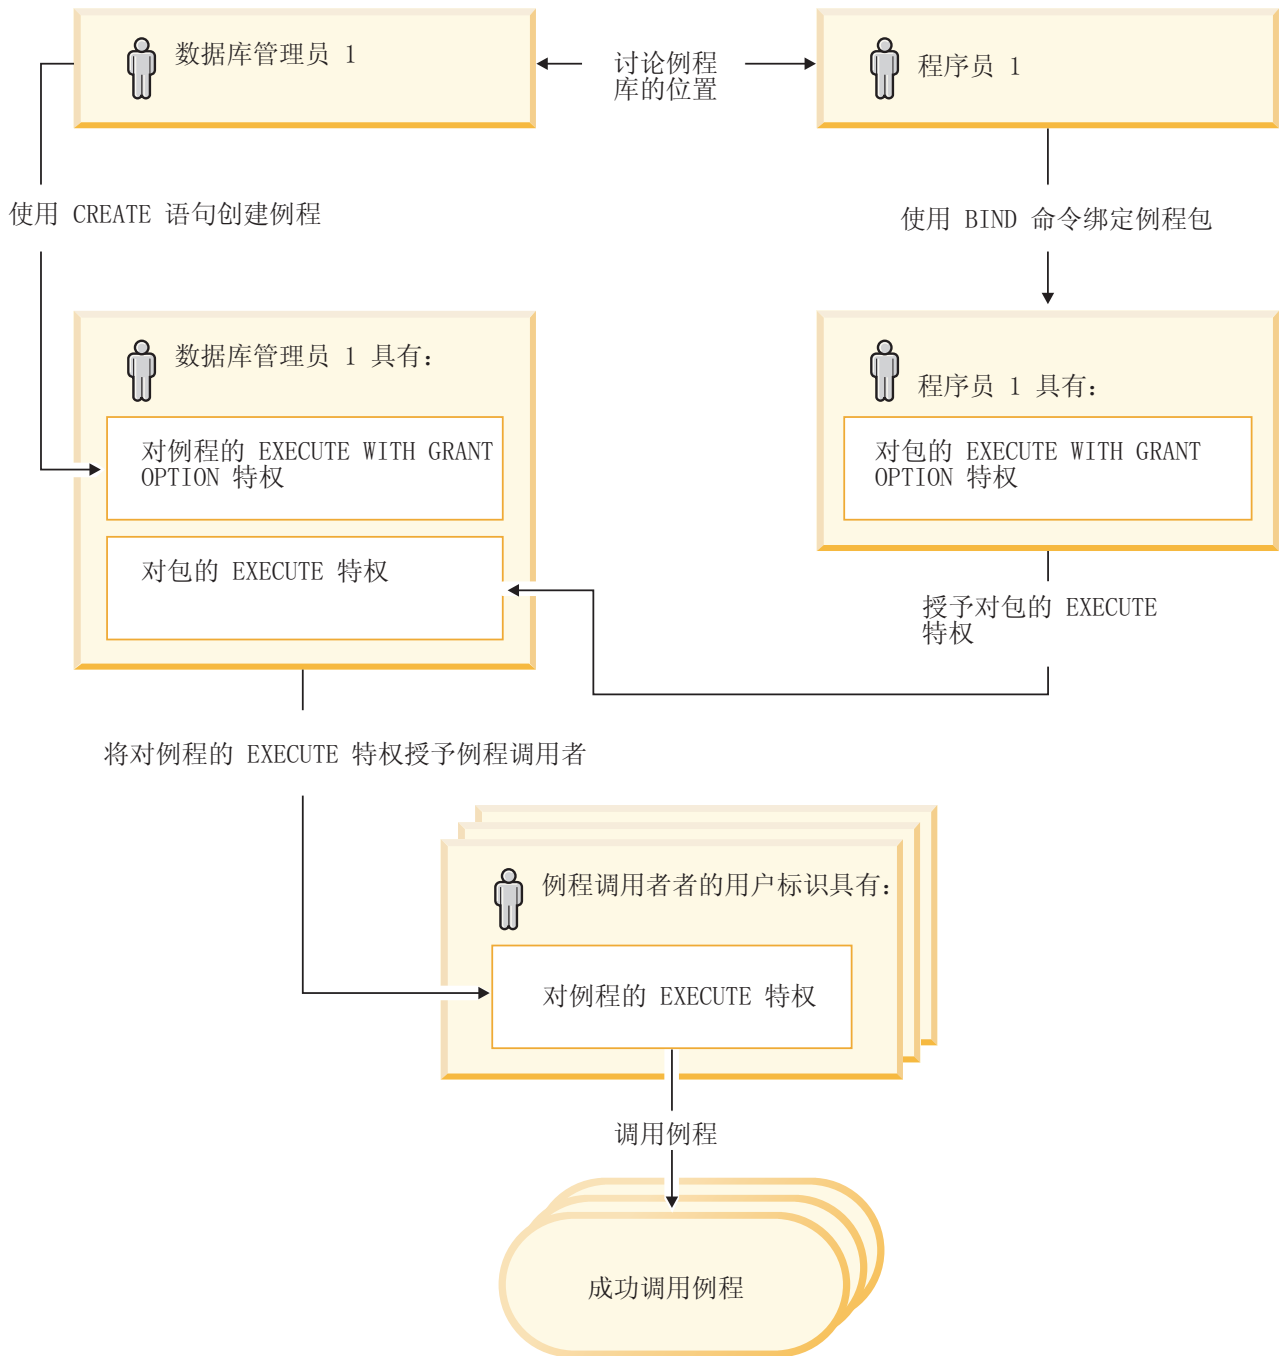 数据库管理员 1
讨论例程
库的位置
程序员 1
使用 CREATE 语句创建例程
使用 BIND 命令绑定例程包
数据库管理员 1 具有：
对例程的 EXECUTE WITH GRANT
OPTION 特权
对包的 EXECUTE 特权
程序员 1 具有：
对包的 EXECUTE WITH GRANT
OPTION 特权
授予对包的 EXECUTE
特权
将对例程的 EXECUTE 特权授予例程调用者
例程调用者者的用户标识具有：
对例程的 EXECUTE 特权
调用例程
成功调用例程